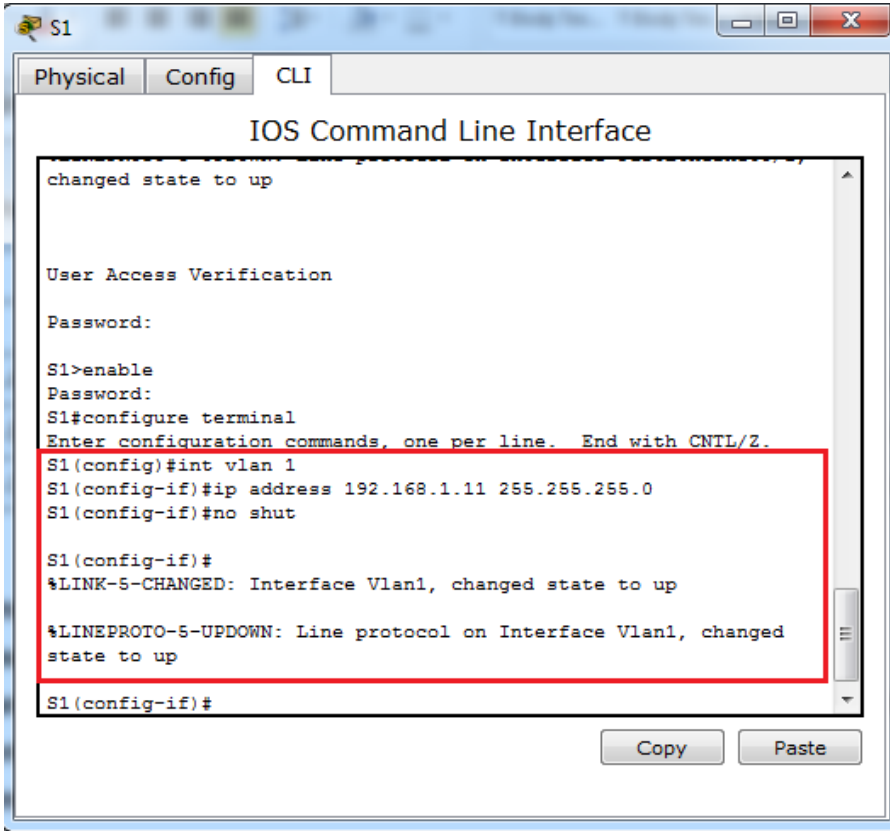 S1
Physical Config CLI
IOS Command Line Interface
changed state to up
User Access Verification
Password:
S1>enable
Password:
S1#configure terminal
Enter configuration commands, one per line. End with CNTL/Z.
S1(config)#int vlan 1
S1(config-if)#ip address 192.168.1.11 255.255.255.0
S1(config-if)#no shut
S1(config-if)#
%LINK-5-CHANGED: Interface Vlan1, changed state to up
%LINEPROTO-5-UPDOWN: Line protocol on Interface Vlan1, changed
state to up
S1(config-if)#
Copy Paste